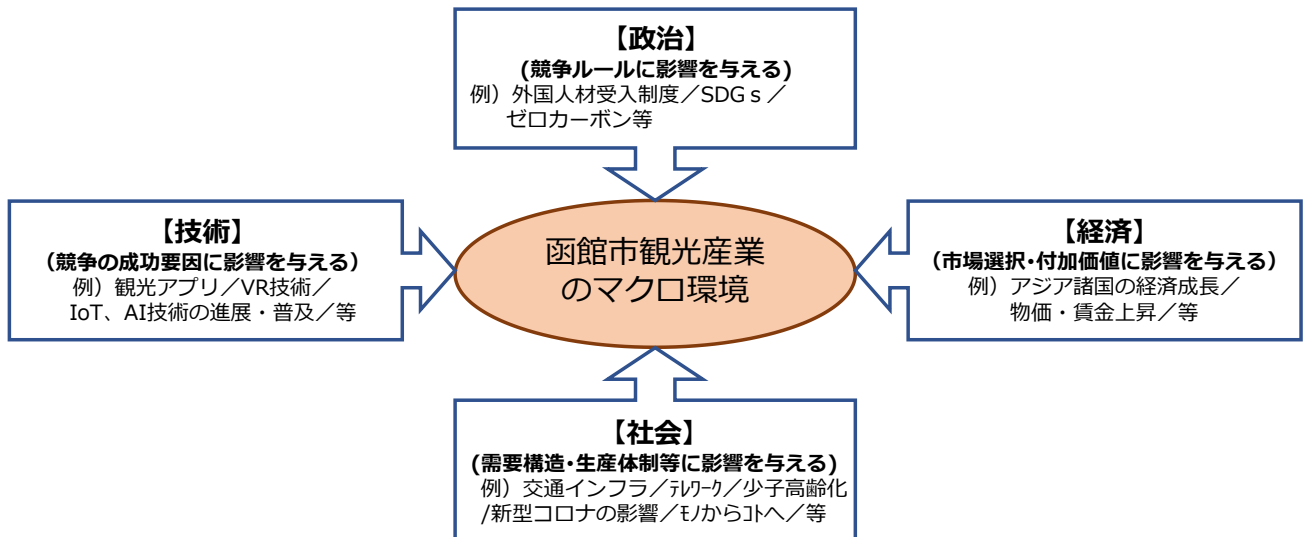 【政治】
(競争ルールに影響を与える)
例）外国人材受入制度／SDGｓ／
ゼロカーボン等
【技術】
（競争の成功要因に影響を与える）
例）観光アプリ／VR技術／
IoT、AI技術の進展・普及／等
函館市観光産業
のマクロ環境
【経済】
（市場選択・付加価値に影響を与える）
例）アジア諸国の経済成長／
物価・賃金上昇／等
【社会】
(需要構造・生産体制等に影響を与える)
例）交通インフラ／ﾃﾚﾜｰｸ／少子高齢化
/新型コロナの影響／ﾓﾉからｺﾄへ／等